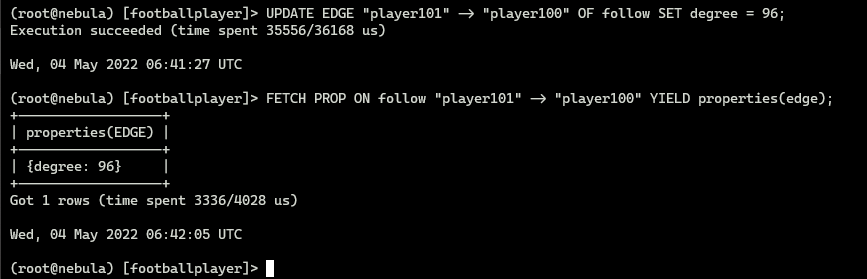 (root@nebula) [footballplayer]> UPDATE EDGE "player101" -> "player100" OF follow SET degree = 96;
Execution succeeded (time spent 35556/36168 us)
Wed, 04 May 2022 06:41:27 UTC
(root@nebula) [footballplayer]> FETCH PROP ON follow "player101" -> "player100" YIELD properties(edge);
+------------------+
| properties(EDGE) |
+------------------+
| {degree: 96}     |
+------------------+
Got 1 rows (time spent 3336/4028 us)
Wed, 04 May 2022 06:42:05 UTC
(root@nebula) [footballplayer]>